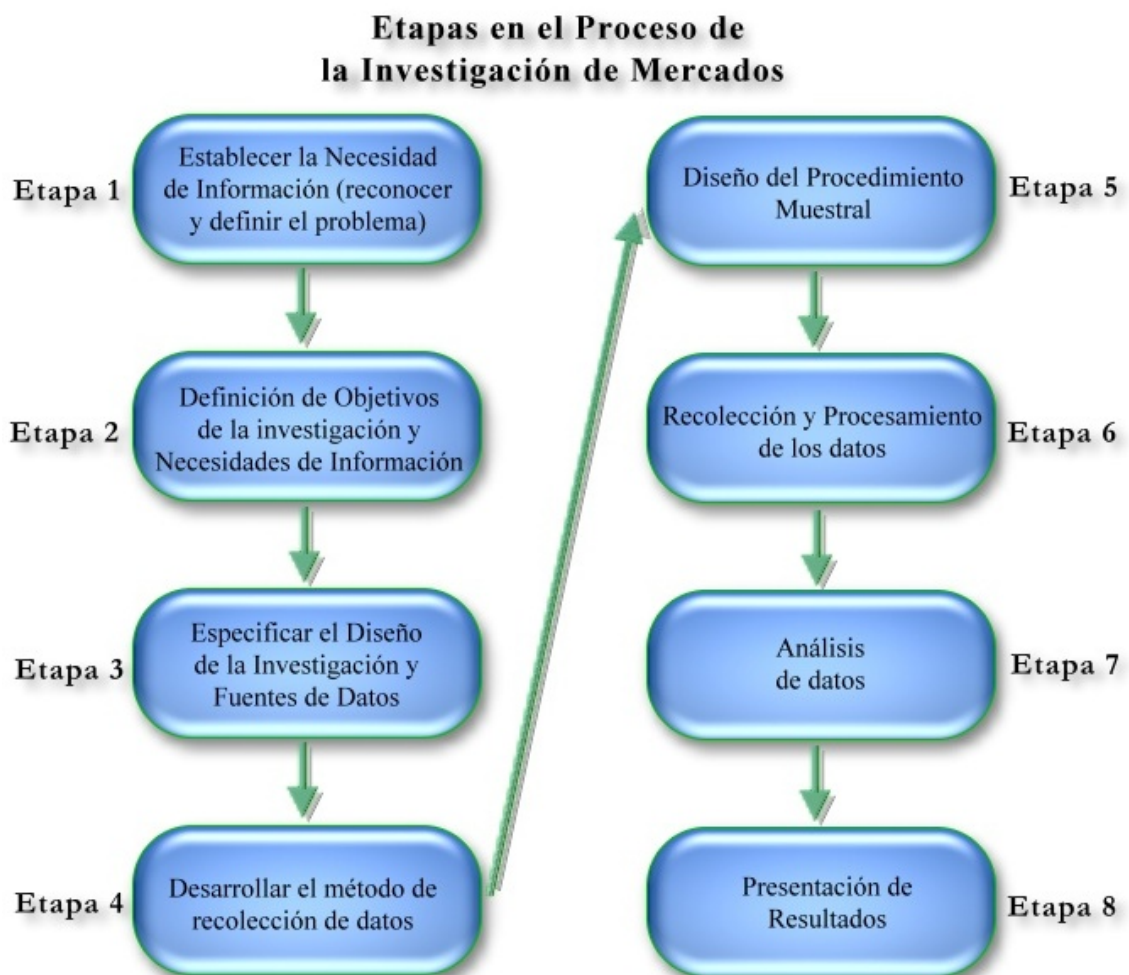 Etapas en el Proceso de
la Investigación de Mercados
Etapa 1
Establecer la Necesidad
de Información (reconocer
y definir el problema)
Etapa 2
Definición de Objetivos
de la investigación y
Necesidades de Información
Etapa 3
Especificar el Diseño
de la Investigación y
Fuentes de Datos
Etapa 4
Desarrollar el método de
recolección de datos
Diseño del Procedimiento
Muestral
Etapa 5
Recolección y Procesamiento
de los datos
Etapa 6
Análisis
de datos
Etapa 7
Presentación de
Resultados
Etapa 8